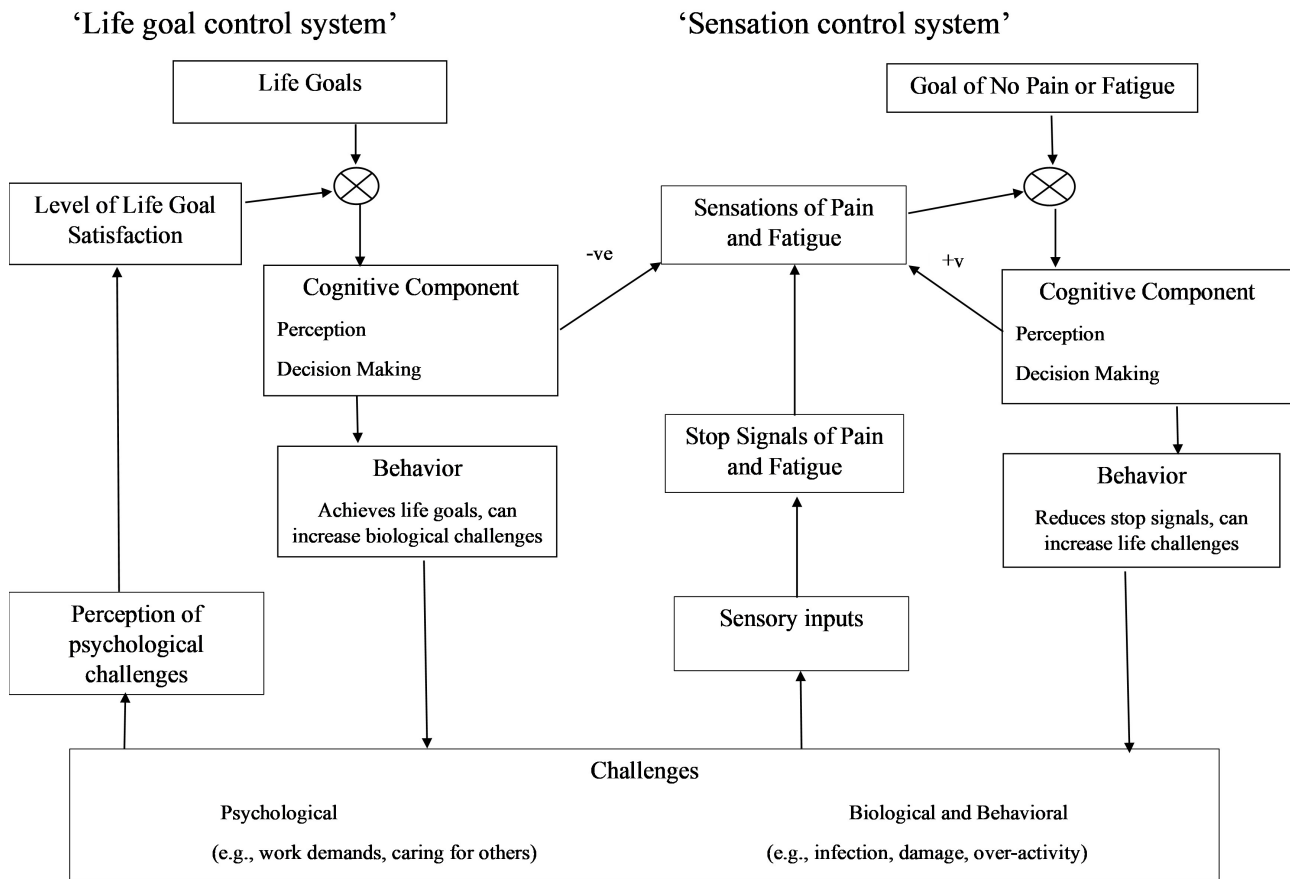 ‘Life goal control system’
‘Sensation control system’
Life Goals
Goal of No Pain or Fatigue
Level of Life Goal
Satisfaction
Sensations of Pain
and Fatigue
-ve
+v
Cognitive Component
Perception
Decision Making
Cognitive Component
Perception
Decision Making
Stop Signals of Pain
and Fatigue
Behavior
Achieves life goals, can
increase biological challenges
Behavior
Reduces stop signals, can
increase life challenges
Perception of
psychological
challenges
Sensory inputs
Challenges
Psychological
(e.g., work demands, caring for others)
Biological and Behavioral
(e.g., infection, damage, over-activity)